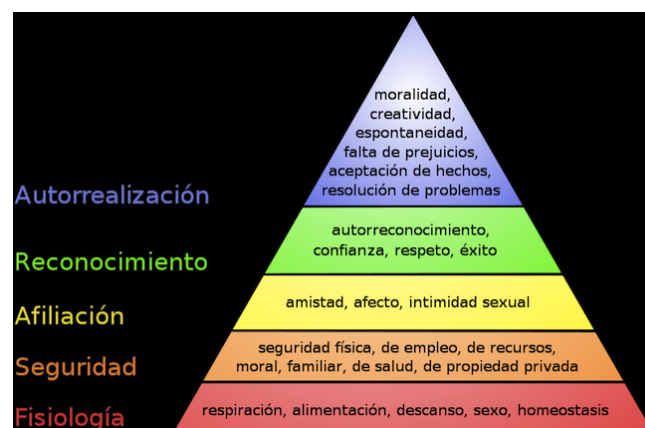 moralidad,
creatividad,
espontaneidad,
falta de prejuicios,
aceptación de hechos,
resolución de problemas
Autorrealización
autorreconocimiento,
confianza, respeto, éxito
Reconocimiento
amistad, afecto, intimidad sexual
Afiliación
seguridad física, de empleo, de recursos,
moral, familiar, de salud, de propiedad privada
Seguridad
respiración, alimentación, descanso, sexo, homeostasis
Fisiología